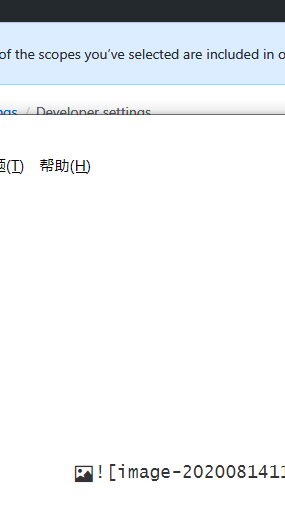 of the scopes you've selected are included in o
ngs / Developer settings
题(T) 帮助(H)
![image-2020081411